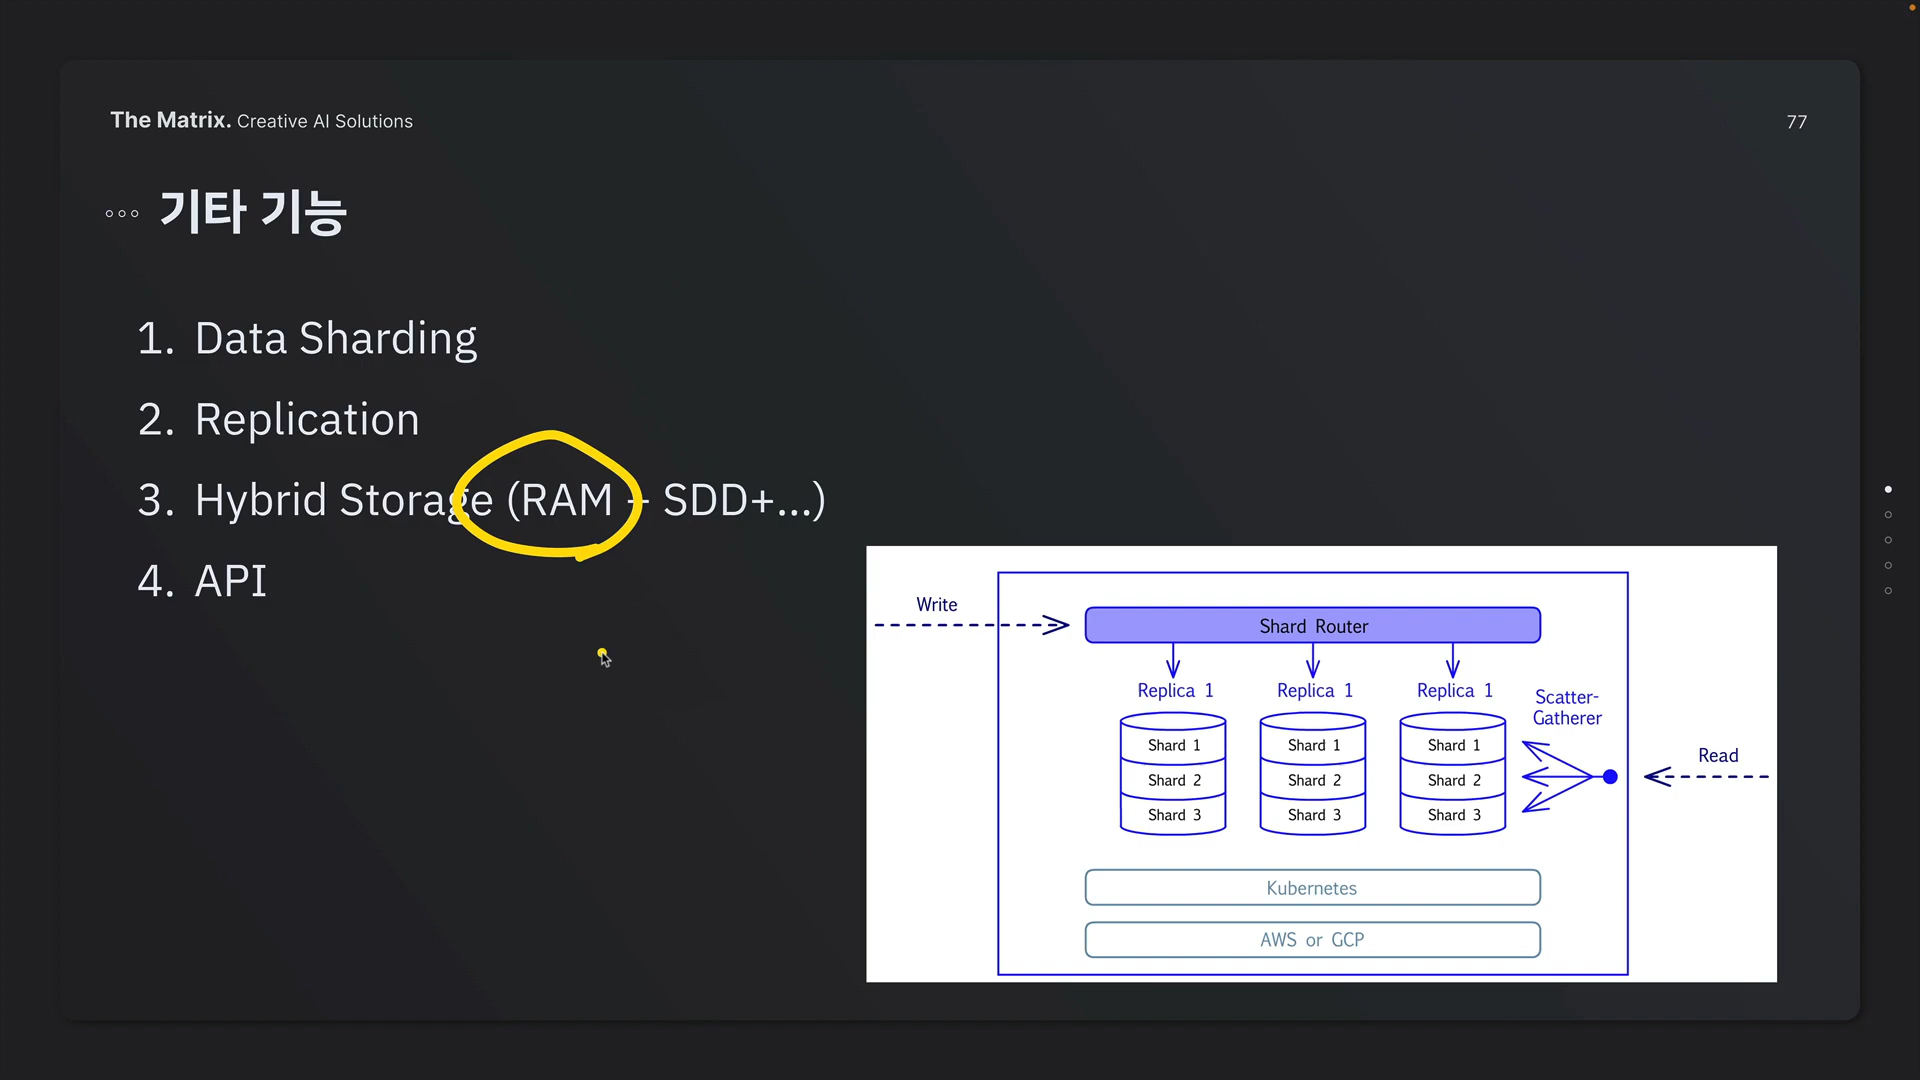 The Matrix. Creative AI Solutions
77
기타 기능
1. Data Sharding
2. Replication
3. Hybrid Storage (RAM + SDD+...)
4. API
Write
Shard Router
Replica 1
Replica 1
Replica 1
Scatter-
Gatherer
Shard 1
Shard 2
Shard 3
Shard 1
Shard 2
Shard 3
Shard 1
Shard 2
Shard 3
Read
Kubernetes
AWS or GCP